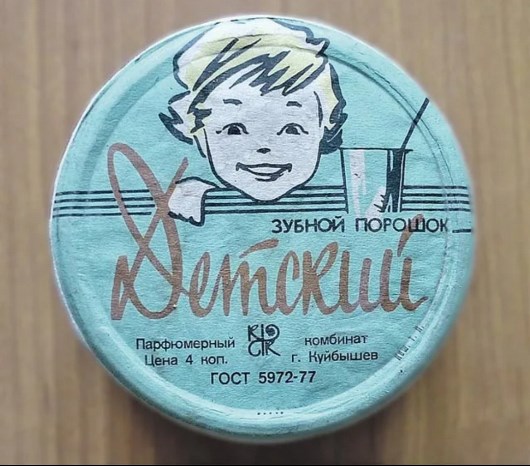 ЗУБНОЙ ПОРОШОК
Детский
Парфюмерный комбинат
Цена 4 коп. г. Куйбышев
ГОСТ 5972-77